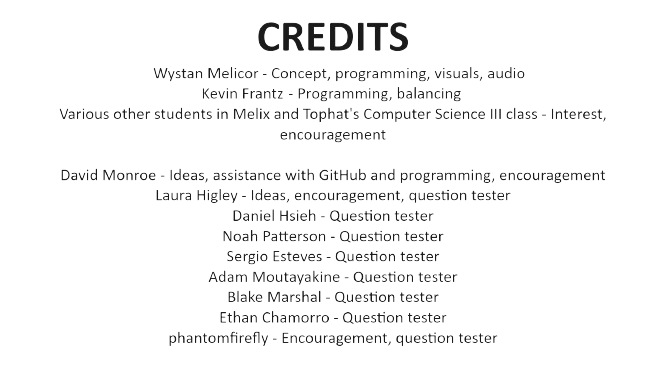 CREDITS
Wystan Melicor - Concept, programming, visuals, audio
Kevin Frantz - Programming, balancing
Various other students in Melix and Tophat's Computer Science III class - Interest,
encouragement
David Monroe - Ideas, assistance with GitHub and programming, encouragement
Laura Higley - Ideas, encouragement, question tester
Daniel Hsieh - Question tester
Noah Patterson - Question tester
Sergio Esteves - Question tester
Adam Moutayakine - Question tester
Blake Marshal - Question tester
Ethan Chamorro - Question tester
phantomfirefly - Encouragement, question tester